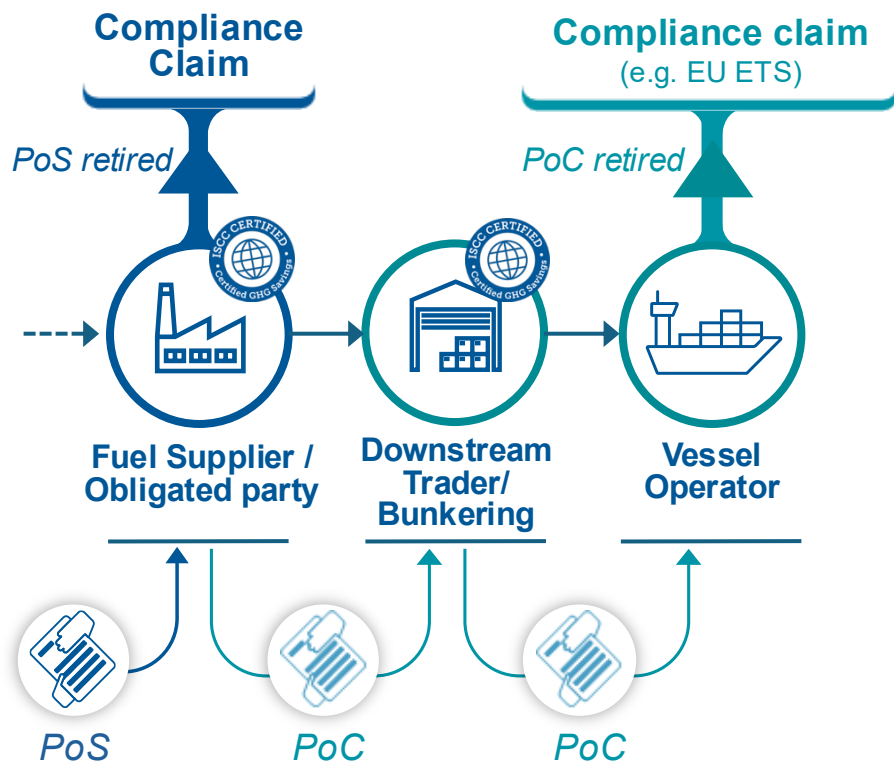 Compliance
Claim
Compliance claim
(e.g. EU ETS)
PoS retired
PoC retired
ISCC CERTIFIED
Certified GHG Savings
ISCC CERTIFIED
Certified GHG Savings
Fuel Supplier /
Obligated party
Downstream
Trader/
Bunkering
Vessel
Operator
PoS
PoC
PoC